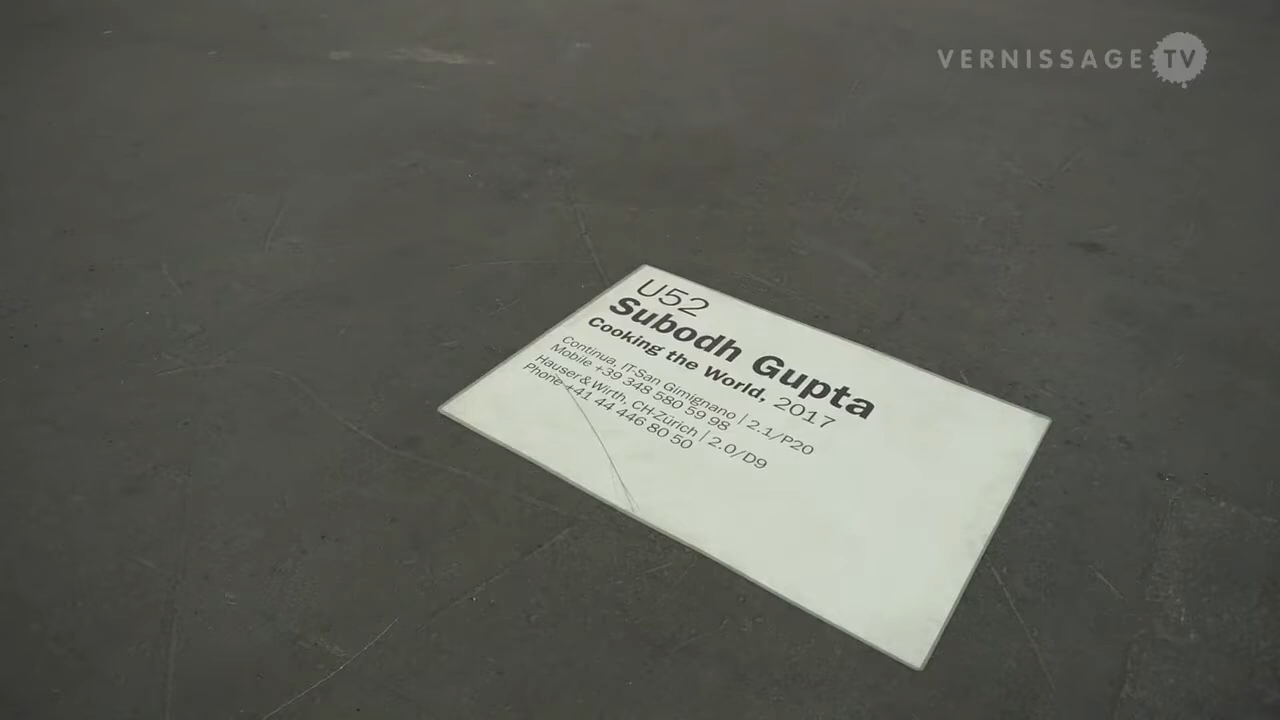 VERNISSAGE TV
U52
Subodh Gupta
Cooking the World, 2017
Continua, IT-San Gimignano | 2.1/P20
Mobile +39 348 580 59 98
Hauser & Wirth, CH-Zürich | 2.0/D9
Phone +41 44 446 80 50